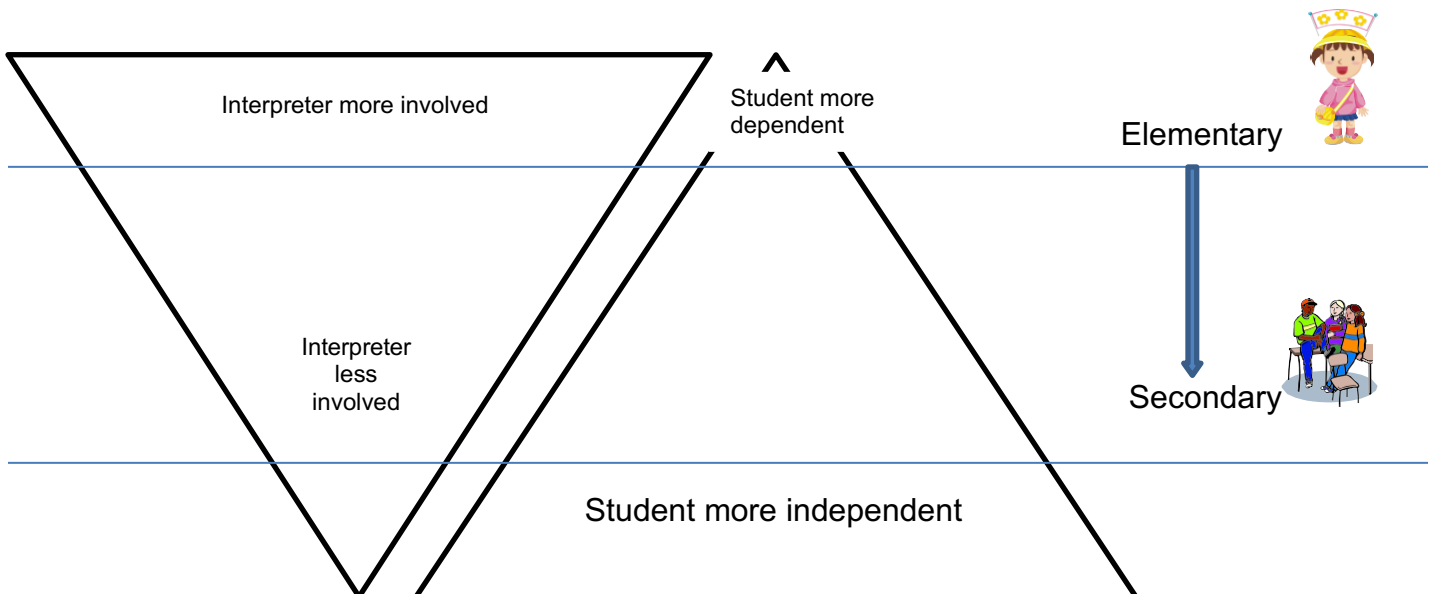 Interpreter more involved
Student more
dependent
Elementary
Interpreter
less
involved
Secondary
Student more independent